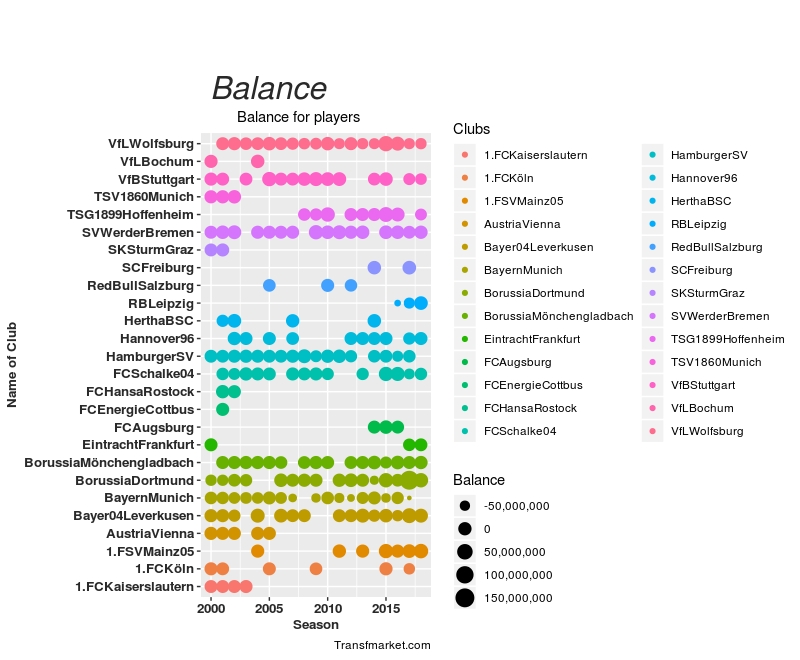 Balance
Balance for players
Name of Club
VfLWolfsburg
VfLBochum
VfBStuttgart
TSV1860Munich
TSG1899Hoffenheim
SVWerderBremen
SKSturmGraz
SCFreiburg
RedBullSalzburg
RBLeipzig
HerthaBSC
Hannover96
HamburgerSV
FCSchalke04
FCHansaRostock
FCEnergieCottbus
FCAugsburg
EintrachtFrankfurt
BorussiaMönchengladbach
BorussiaDortmund
BayernMunich
Bayer04Leverkusen
AustriaVienna
1.FSVMainz05
1.FCKöln
1.FCKaiserslautern
2000 2005 2010 2015
Season
Transfmarket.com
Clubs
1.FCKaiserslautern
1.FCKöln
1.FSVMainz05
AustriaVienna
Bayer04Leverkusen
BayernMunich
BorussiaDortmund
BorussiaMönchengladbach
EintrachtFrankfurt
FCAugsburg
FCEnergieCottbus
FCHansaRostock
FCSchalke04
HamburgerSV
Hannover96
HerthaBSC
RBLeipzig
RedBullSalzburg
SCFreiburg
SKSturmGraz
SVWerderBremen
TSG1899Hoffenheim
TSV1860Munich
VfBStuttgart
VfLBochum
VfLWolfsburg
Balance
-50,000,000
0
50,000,000
100,000,000
150,000,000